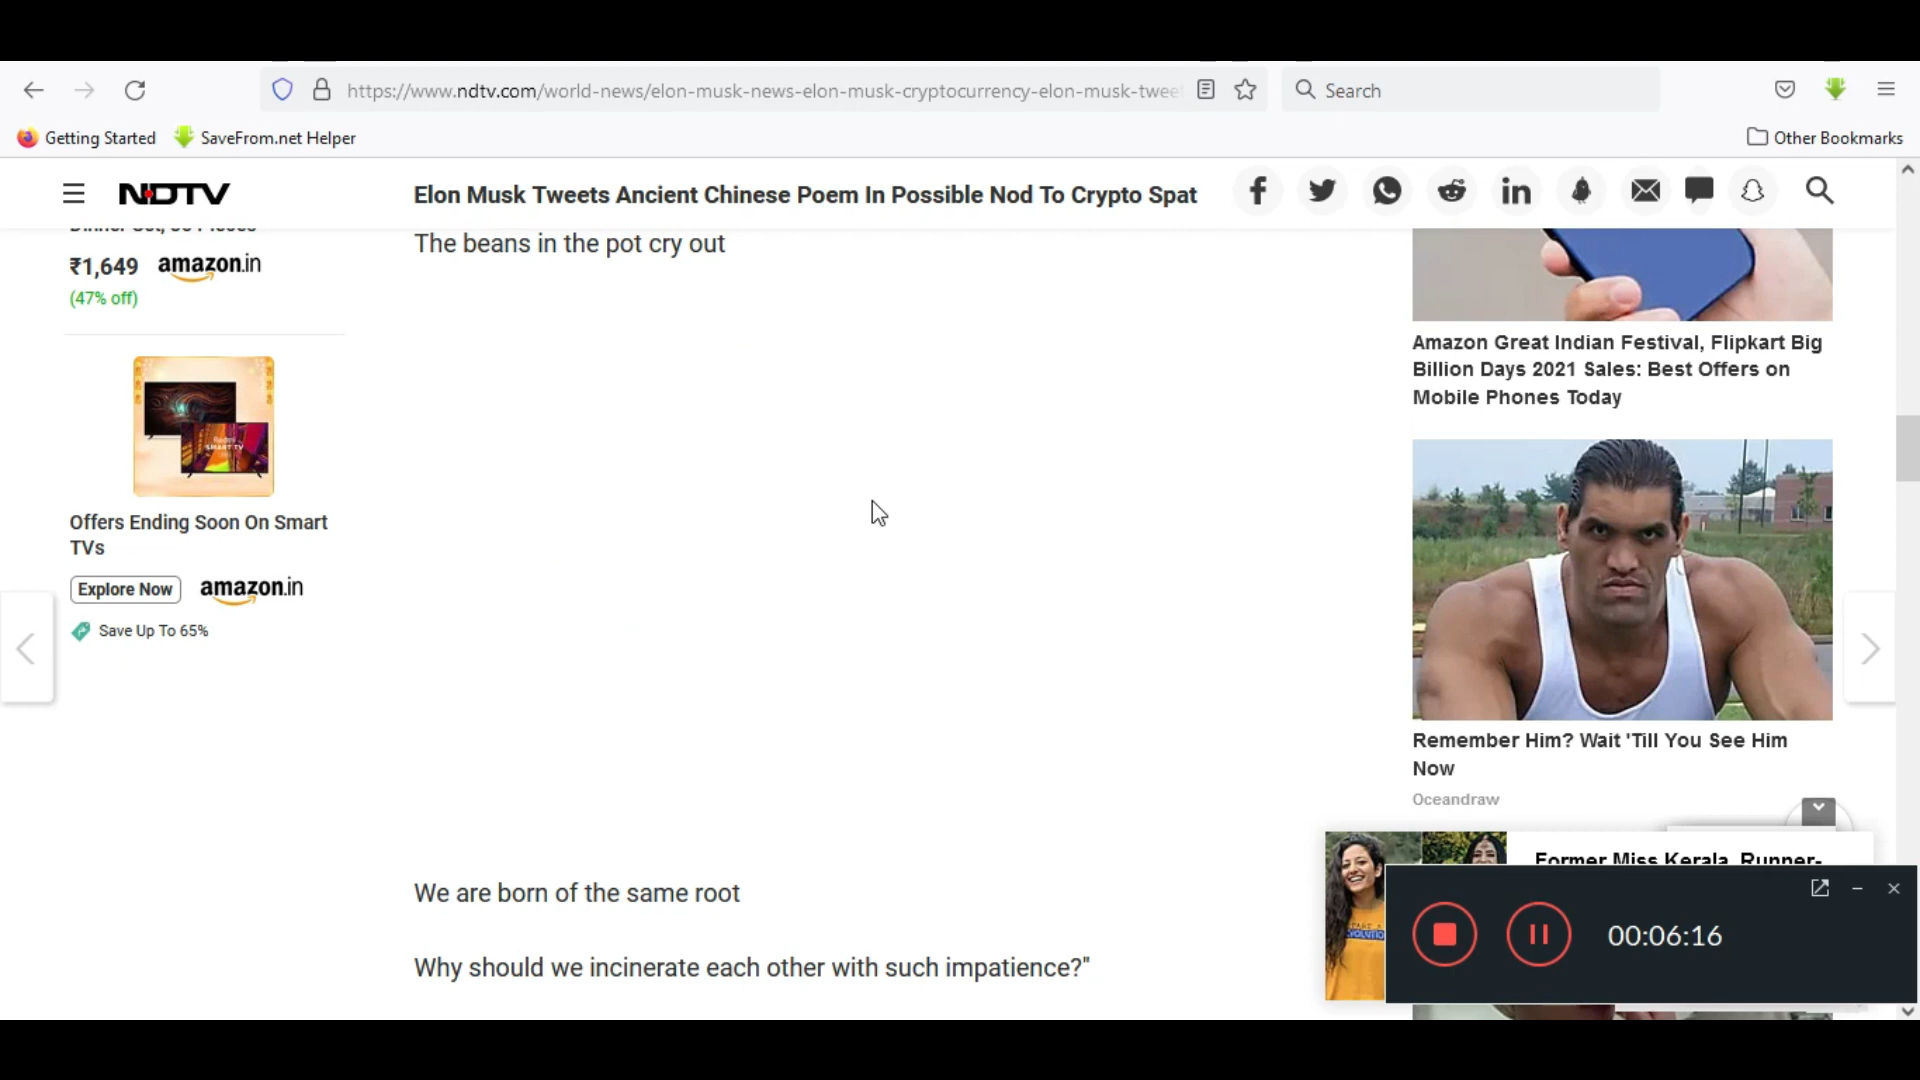 https://www.ndtv.com/world-news/elon-musk-news-elon-musk-cryptocurrency-elon-musk-twee
Search
Getting Started
SaveFrom.net Helper
Other Bookmarks
NDTV
Elon Musk Tweets Ancient Chinese Poem In Possible Nod To Crypto Spat
The beans in the pot cry out
₹1,649 amazon.in
(47% off)
Offers Ending Soon On Smart
TVs
Explore Now amazon.in
Save Up To 65%
We are born of the same root
Why should we incinerate each other with such impatience?"
Amazon Great Indian Festival, Flipkart Big
Billion Days 2021 Sales: Best Offers on
Mobile Phones Today
Remember Him? Wait 'Till You See Him
Now
Oceandraw
Former Miss Kerala, Runner-
00:06:16